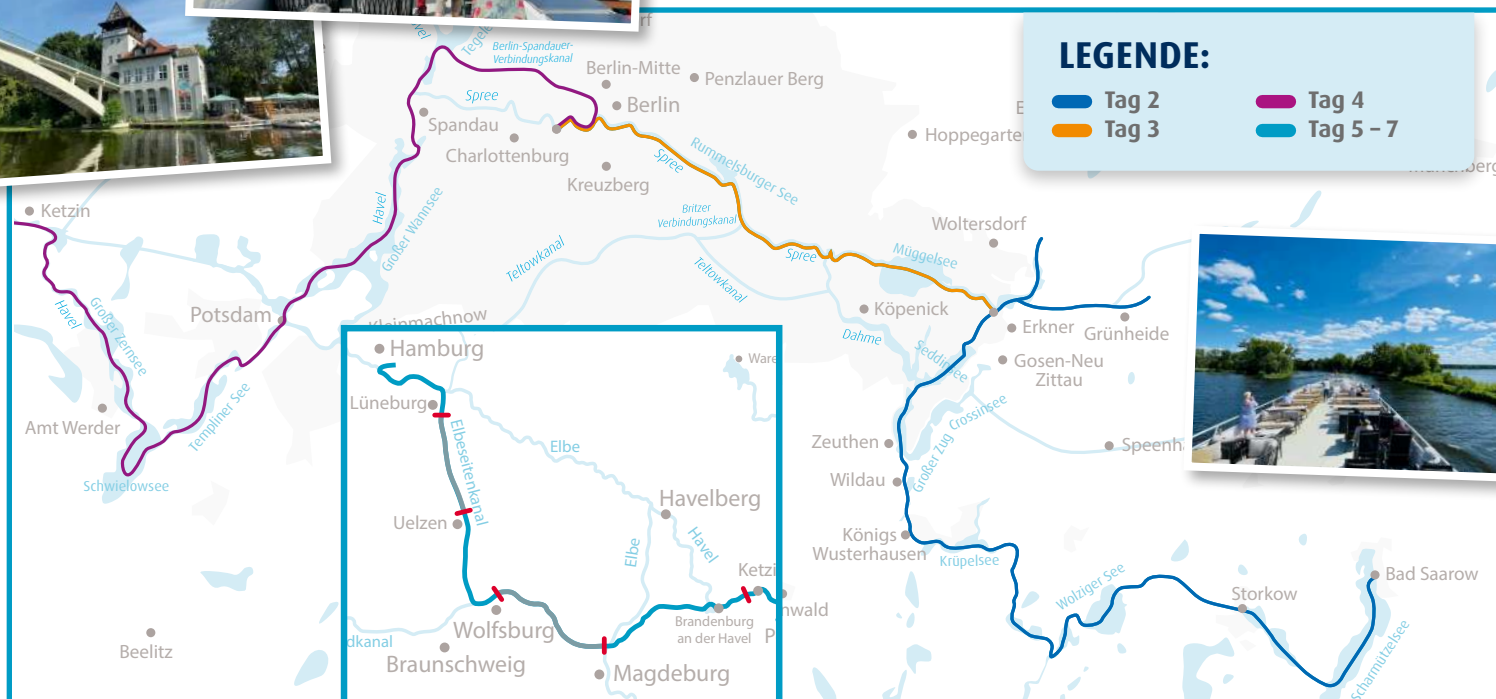 LEGENDE:
Tag 2
Tag 4
Tag 3
Tag 5 – 7
Berlin-Spandauer-
Verbindungskanal
Berlin-Mitte
Penzlauer Berg
Spree
Berlin
Spandau
Charlottenburg
Kreuzberg
Spree
Rummelsburger See
Ketzin
Havel
Großer Wannsee
Britzer
Verbindungskanal
Teltowkanal
Teltowkanal
Spree
Müggelsee
Woltersdorf
Havel
Großer Zernsee
Potsdam
Kleinmachnow
Köpenick
Dahme
Seddinsee
Erkner
Grünheide
Gosen-Neu
Zittau
Amt Werder
Templiner See
Schwielowsee
Crossinsee
Großer Zug
Zeuthen
Wildau
Königs
Wusterhausen
Krüpelsee
Wolziger See
Storkow
Bad Saarow
Scharmützelsee
Beelitz
Hamburg
Lüneburg
Elbeseitenkanal
Elbe
Uelzen
Havelberg
Elbe
Havel
Wolfsburg
Braunschweig
Magdeburg
Brandenburg
an der Havel